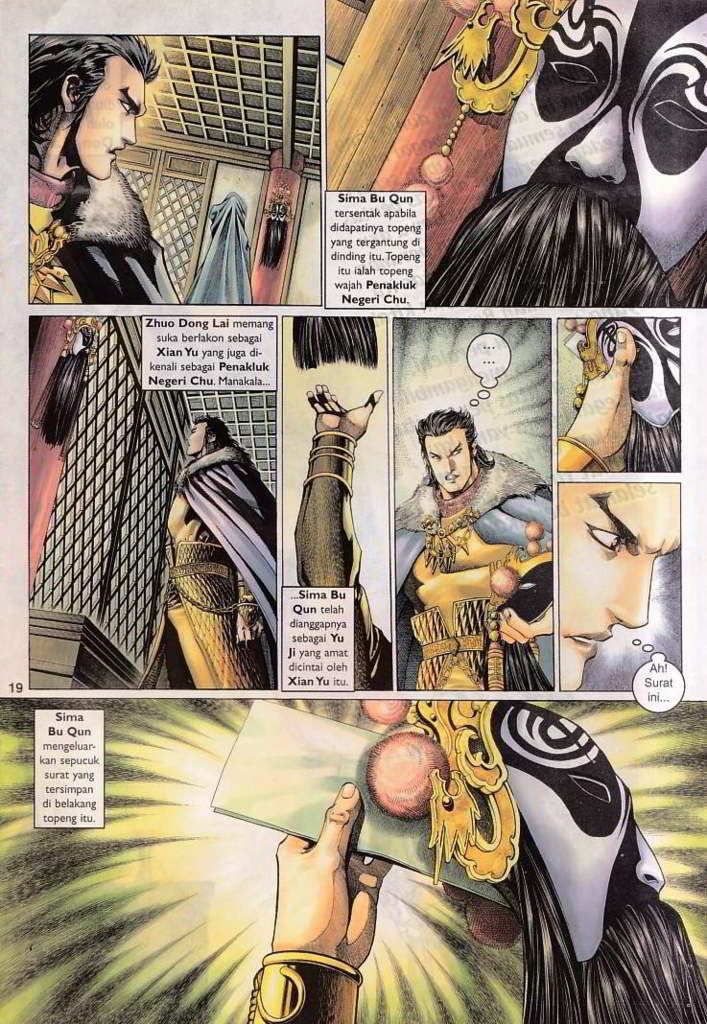 Sima Bu Qun
tersentak apabila
didapatinya topeng
yang tergantung di
dinding itu. Topeng
itu ialah topeng
wajah Penakluk
Negeri Chu.
Zhuo Dong Lai memang
suka berlakon sebagai
Xian Yu yang juga di-
kenali sebagai Penakluk
Negeri Chu. Manakala...
...Sima Bu
Qun telah
dianggapnya
sebagai Yu
Ji yang amat
dicintai oleh
Xian Yu itu.
...
...
Ah!
Surat
ini...
19
Sima
Bu Qun
mengeluar-
kan sepucuk
surat yang
tersimpan
di belakang
topeng itu.